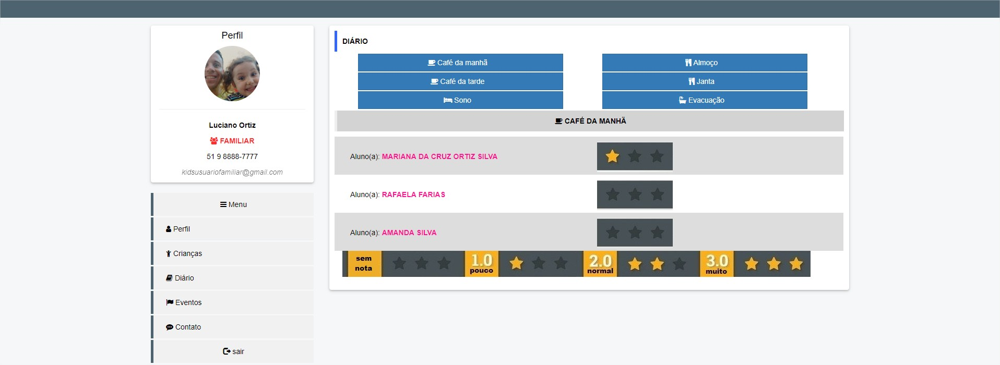 Perfil
Luciano Ortiz
FAMILIAR
51 9 8888-7777
kidsusuariofamiliar@gmail.com
Menu
Perfil
Crianças
Diário
Eventos
Contato
sair
DIÁRIO
Café da manhã
Almoço
Café da tarde
Janta
Sono
Evacuação
CAFÉ DA MANHÃ
Aluno(a): MARIANA DA CRUZ ORTIZ SILVA
Aluno(a): RAFAELA FARIAS
Aluno(a): AMANDA SILVA
sem nota
1.0 pouco
2.0 normal
3.0 muito